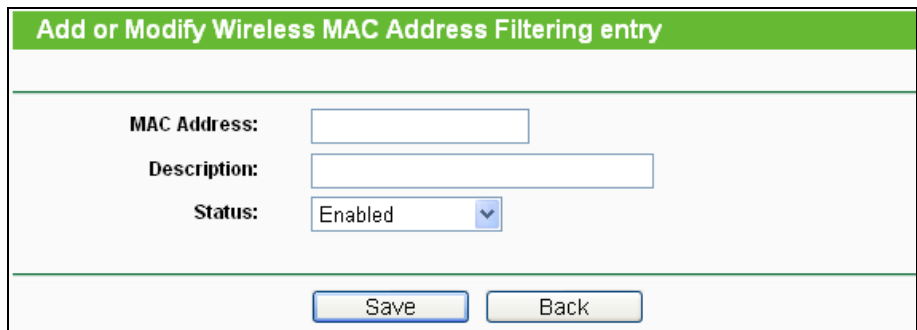 Add or Modify Wireless MAC Address Filtering entry
MAC Address:
Description:
Status: Enabled
Save Back